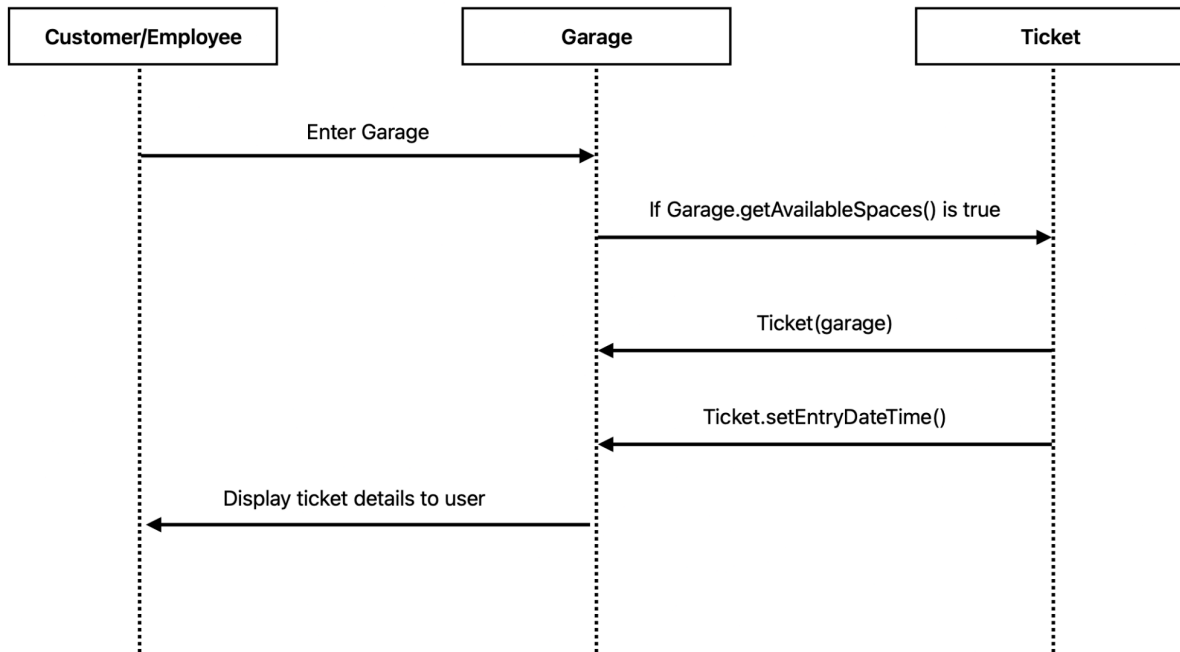 Customer/Employee
Garage
Ticket
Enter Garage
If Garage.getAvailableSpaces() is true
Ticket(garage)
Ticket.setEntryDateTime()
Display ticket details to user